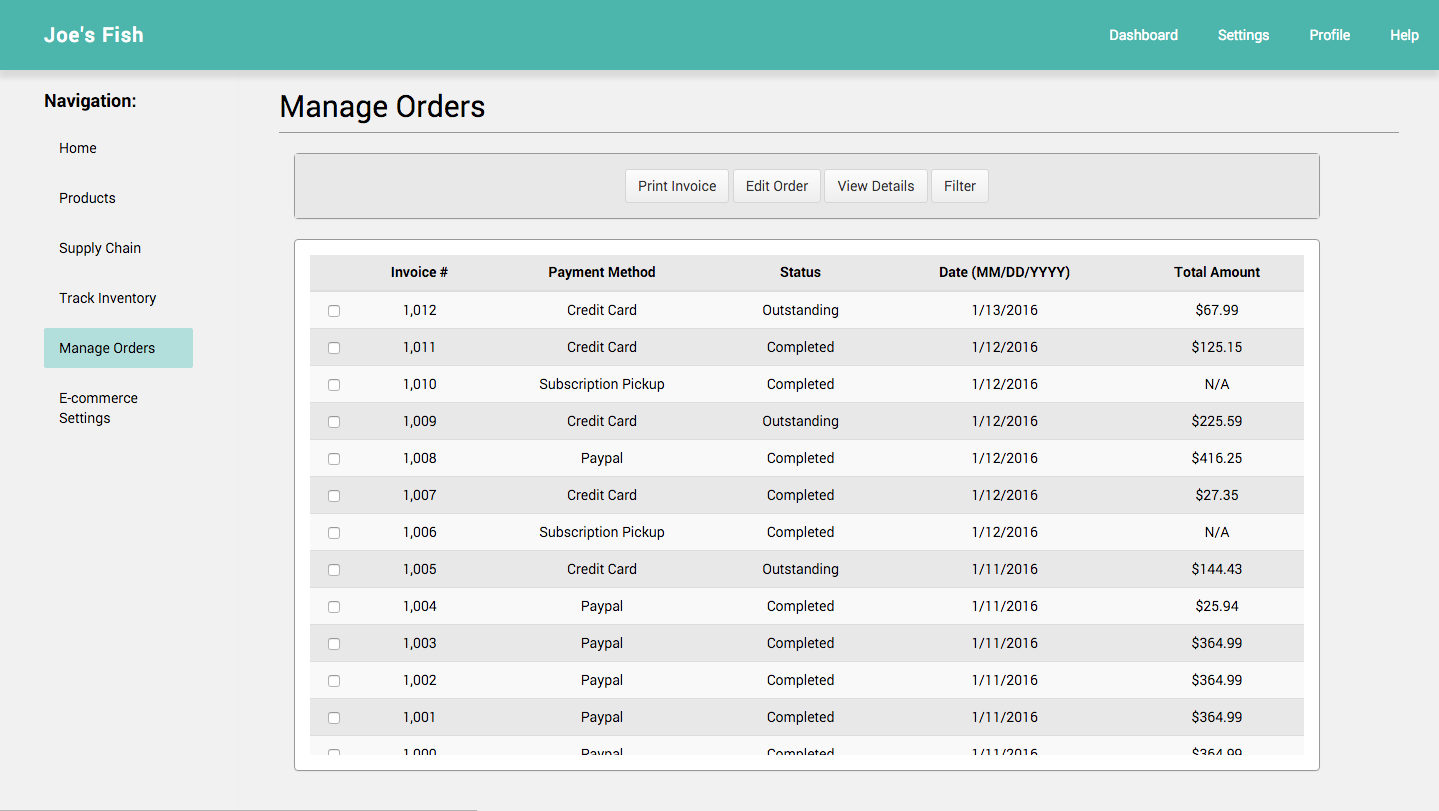 Joe's Fish Dashboard Settings Profile Help
Navigation:
Home
Products
Supply Chain
Track Inventory
Manage Orders
E-commerce
Settings
Manage Orders
Print Invoice Edit Order View Details Filter
Invoice # Payment Method Status Date (MM/DD/YYYY) Total Amount
1,012 Credit Card Outstanding 1/13/2016 $67.99
1,011 Credit Card Completed 1/12/2016 $125.15
1,010 Subscription Pickup Completed 1/12/2016 N/A
1,009 Credit Card Outstanding 1/12/2016 $225.59
1,008 Paypal Completed 1/12/2016 $416.25
1,007 Credit Card Completed 1/12/2016 $27.35
1,006 Subscription Pickup Completed 1/12/2016 N/A
1,005 Credit Card Outstanding 1/11/2016 $144.43
1,004 Paypal Completed 1/11/2016 $25.94
1,003 Paypal Completed 1/11/2016 $364.99
1,002 Paypal Completed 1/11/2016 $364.99
1,001 Paypal Completed 1/11/2016 $364.99
1,000 Paypal Completed 1/11/2016 $364.99